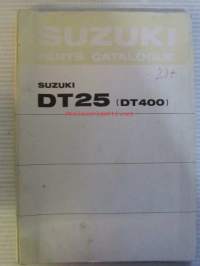 SUZUKI
PARTS CATALOGUE
SUZUKI
DT25 (DT400)